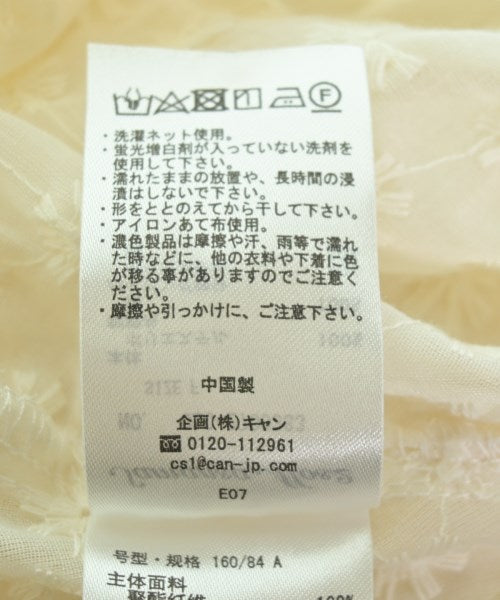 ・洗濯ネット使用。
・蛍光増白剤が入っていない洗剤を
使用して下さい。
・濡れたままの放置や、長時間の浸
漬はしないで下さい。
・形をととのえてから干して下さい。
・アイロンあて布使用。
・濃色製品は摩擦や汗、雨等で濡れ
た時などに、他の衣料や下着に色
が移る事がありますのでご注意く
ださい。
・摩擦や引っかけに、ご注意下さい。
中国製
企画(株)キャン
0120-112961
cs1@can-jp.com
E07
号型・规格 160/84 A
主体面料
聚酯纤维 100%